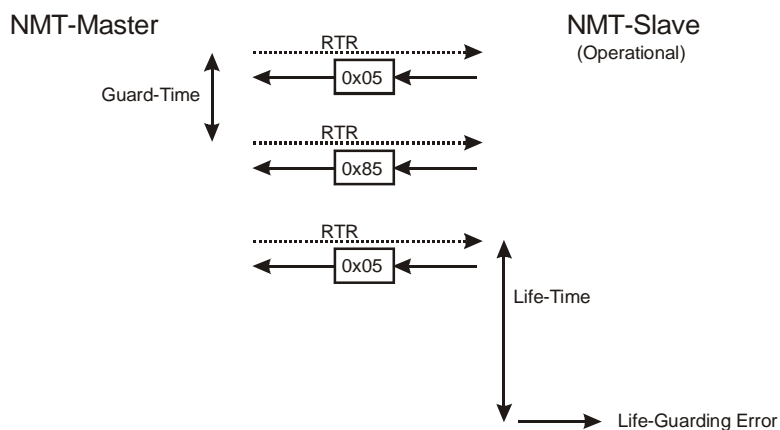 NMT-Master
NMT-Slave
(Operational)
RTR
0x05
Guard-Time
RTR
0x85
RTR
0x05
Life-Time
Life-Guarding Error